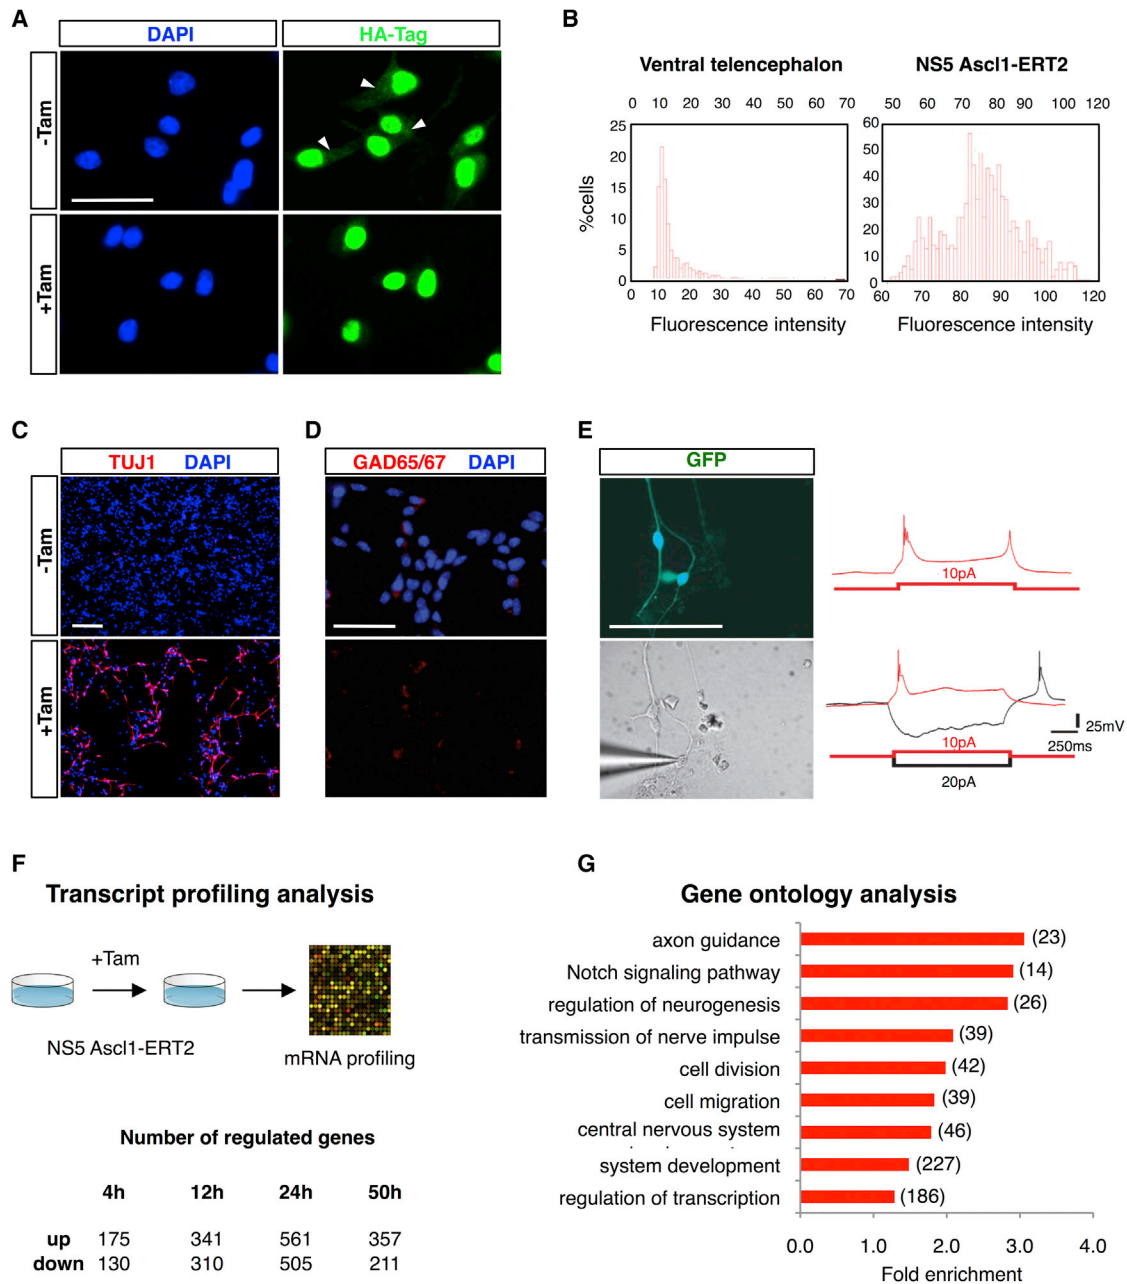 A
DAPI
HA-Tag
-Tam
+Tam
B
Ventral telencephalon
0 10 20 30 40 50 60 70
25
20
15
10
5
0
%cells
0 10 20 30 40 50 60 70
Fluorescence intensity
NS5 Ascl1-ERT2
50 60 70 80 90 100 120
60
50
40
30
20
10
0
60 70 80 90 100 120
Fluorescence intensity
C
TUJ1 DAPI
-Tam
+Tam
D
GAD65/67 DAPI
E
GFP
10pA
25mV
250ms
10pA
20pA
F
Transcript profiling analysis
+Tam
NS5 Ascl1-ERT2
mRNA profiling
Number of regulated genes
4h 12h 24h 50h
up 175 341 561 357
down 130 310 505 211
G
Gene ontology analysis
axon guidance (23)
Notch signaling pathway (14)
regulation of neurogenesis (26)
transmission of nerve impulse (39)
cell division (42)
cell migration (39)
central nervous system (46)
system development (227)
regulation of transcription (186)
0.0 1.0 2.0 3.0 4.0
Fold enrichment